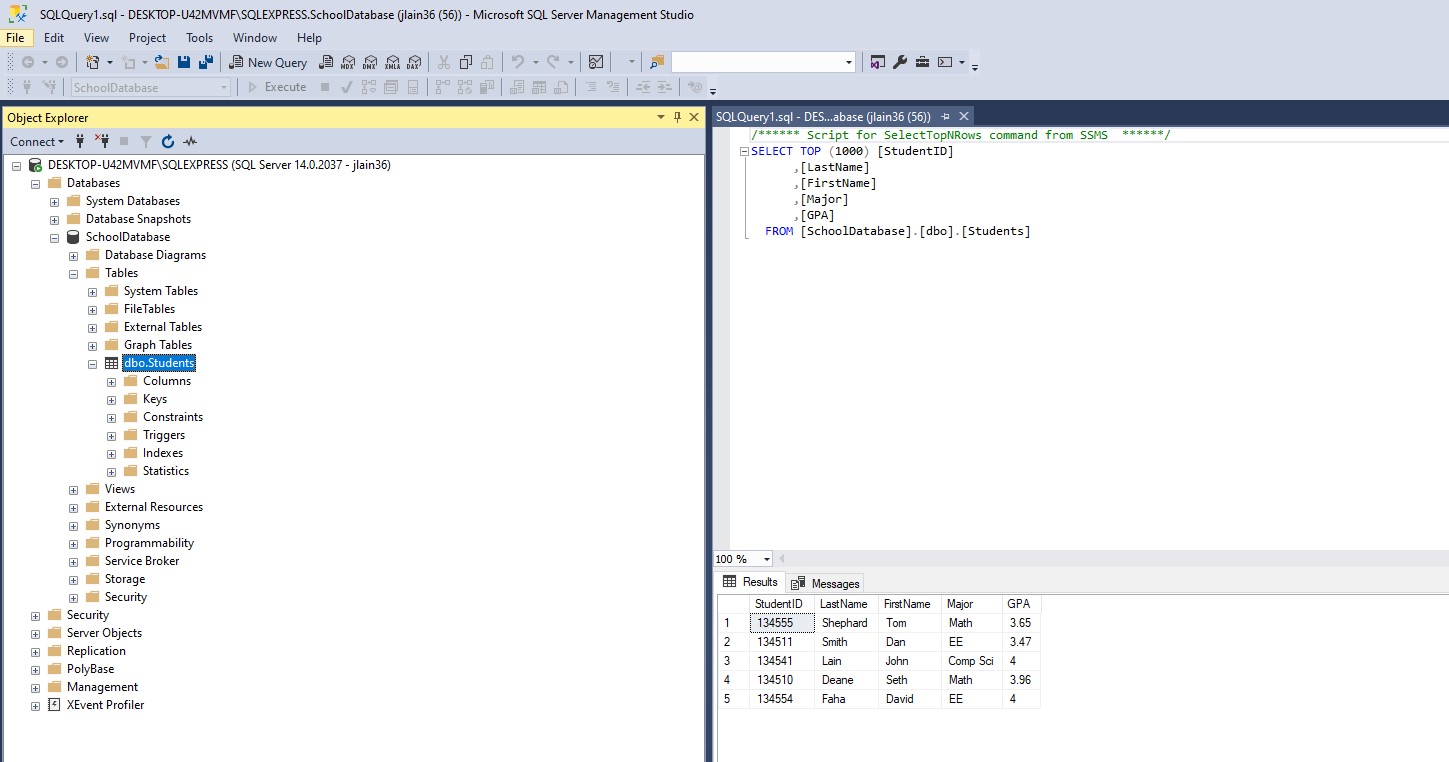 SQLQuery1.sql - DESKTOP-U42MVMF\SQLEXPRESS.SchoolDatabase (jlain36 (56)) - Microsoft SQL Server Management Studio
File Edit View Project Tools Window Help
New Query MDX DMX XMLA DAX
SchoolDatabase Execute
Object Explorer
Connect
DESKTOP-U42MVMF\SQLEXPRESS (SQL Server 14.0.2037 - jlain36)
Databases
System Databases
Database Snapshots
SchoolDatabase
Database Diagrams
Tables
System Tables
FileTables
External Tables
Graph Tables
dbo.Students
Columns
Keys
Constraints
Triggers
Indexes
Statistics
Views
External Resources
Synonyms
Programmability
Service Broker
Storage
Security
Security
Server Objects
Replication
PolyBase
Management
XEvent Profiler
SQLQuery1.sql - DES...abase (jlain36 (56))
/****** Script for SelectTopNRows command from SSMS  ******/
SELECT TOP (1000) [StudentID]
,[LastName]
,[FirstName]
,[Major]
,[GPA]
FROM [SchoolDatabase].[dbo].[Students]
100 %
Results Messages
StudentID LastName FirstName Major GPA
1 134555 Shephard Tom Math 3.65
2 134511 Smith Dan EE 3.47
3 134541 Lain John Comp Sci 4
4 134510 Deane Seth Math 3.96
5 134554 Faha David EE 4